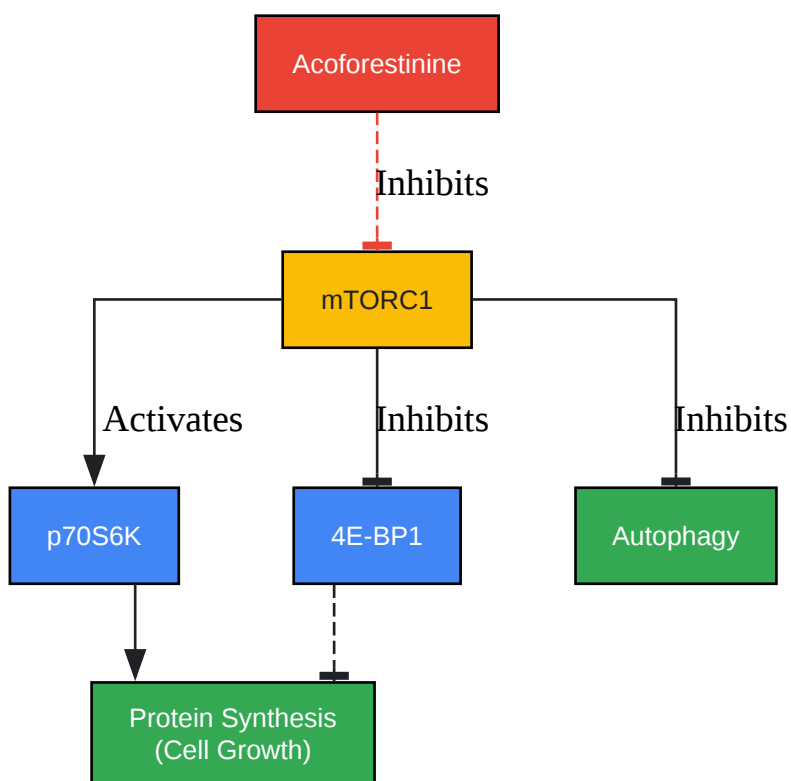 Acoforestinine
Inhibits
mTORC1
Activates
Inhibits
Inhibits
p70S6K
4E-BP1
Autophagy
Protein Synthesis
(Cell Growth)